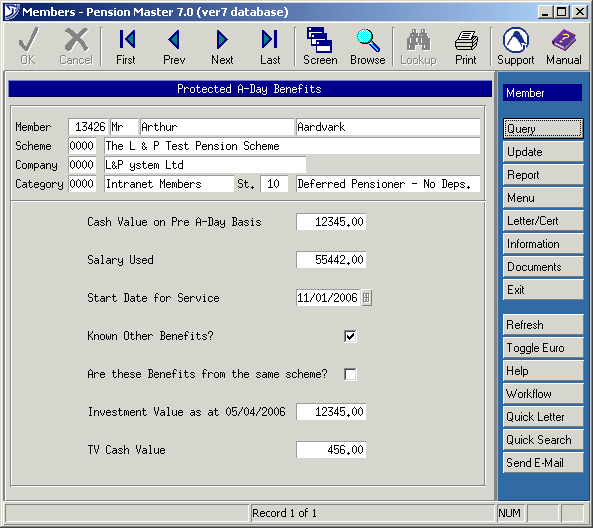 Members - Pension Master 7.0 (ver7 database)
OK Cancel First Prev Next Last Screen Browse Lookup Print Support Manual
Protected A-Day Benefits
Member 13426 Mr Arthur Aardvark
Scheme 0000 The L & P Test Pension Scheme
Company 0000 L&P ystem Ltd
Category 0000 Intranet Members St. 10 Deferred Pensioner - No Deps.
Cash Value on Pre A-Day Basis 12345.00
Salary Used 55442.00
Start Date for Service 11/01/2006
Known Other Benefits?
Are these Benefits from the same scheme?
Investment Value as at 05/04/2006 12345.00
TV Cash Value 456.00
Member
Query
Update
Report
Menu
Letter/Cert
Information
Documents
Exit
Refresh
Toggle Euro
Help
Workflow
Quick Letter
Quick Search
Send E-Mail
Record 1 of 1 NUM